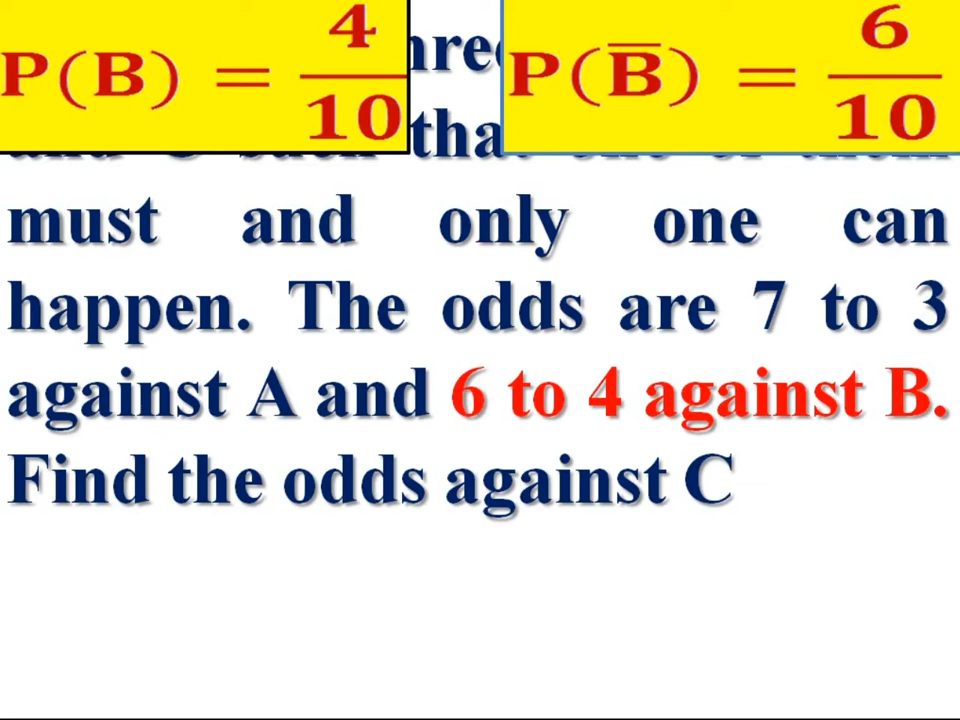 P(B) = 4/10
P(B̅) = 6/10
must and only one can
happen. The odds are 7 to 3
against A and 6 to 4 against B.
Find the odds against C